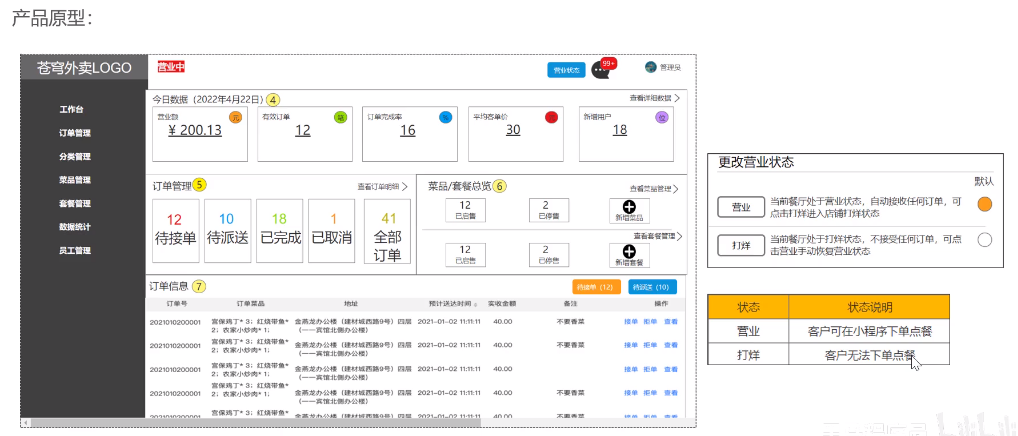 产品原型：
苍穹外卖LOGO
营业中
营业状态
99+
管理员
工作台
订单管理
分类管理
菜品管理
套餐管理
数据统计
员工管理
今日数据（2022年4月22日） 4
查看详细数据
营业额 元
¥ 200.13
有效订单 笔
12
订单完成率 %
16
平均客单价
30
新增用户 位
18
订单管理 5
查看订单明细
12
待接单
10
待派送
18
已完成
1
已取消
41
全部
订单
菜品/套餐总览 6
查看菜品管理
12
已启售
2
已停售
新增菜品
查看套餐管理
12
已启售
2
已停售
新增套餐
订单信息 7
待接单（12）
待派送（10）
订单号 订单菜品 地址 预计送达时间 实收金额 备注 操作
2021010200001 宫保鸡丁* 3；红烧带鱼* 2；农家小炒肉* 1； 金燕龙办公楼（建材城西路9号）四层（一一宾馆北侧办公楼） 2021-01-02 11:11:11 40.00 不要香菜 接单 拒单 查看
2021010200001 宫保鸡丁* 3；红烧带鱼* 2；农家小炒肉* 1； 金燕龙办公楼（建材城西路9号）四层（一一宾馆北侧办公楼） 2021-01-02 11:11:11 40.00 不要香菜 接单 拒单 查看
2021010200001 宫保鸡丁* 3；红烧带鱼* 2；农家小炒肉* 1； 金燕龙办公楼（建材城西路9号）四层（一一宾馆北侧办公楼） 2021-01-02 11:11:11 40.00 不要香菜 接单 拒单 查看
2021010200001 宫保鸡丁* 3；红烧带鱼* 2；农家小炒肉* 1； 金燕龙办公楼（建材城西路9号）四层（一一宾馆北侧办公楼） 2021-01-02 11:11:11 40.00 不要香菜 接单 拒单 查看
2021010200001 宫保鸡丁* 3；红烧带鱼* 金燕龙办公楼（建材城西路9号）四层 2021-01-02 11:11:11 40.00 不要香菜 接单 拒单 查看
更改营业状态
默认
营业
当前餐厅处于营业状态，自动接收任何订单，可
点击打烊进入店铺打烊状态
打烊
当前餐厅处于打烊状态，不接受任何订单，可点
击营业手动恢复营业状态
状态 状态说明
营业 客户可在小程序下单点餐
打烊 客户无法下单点餐